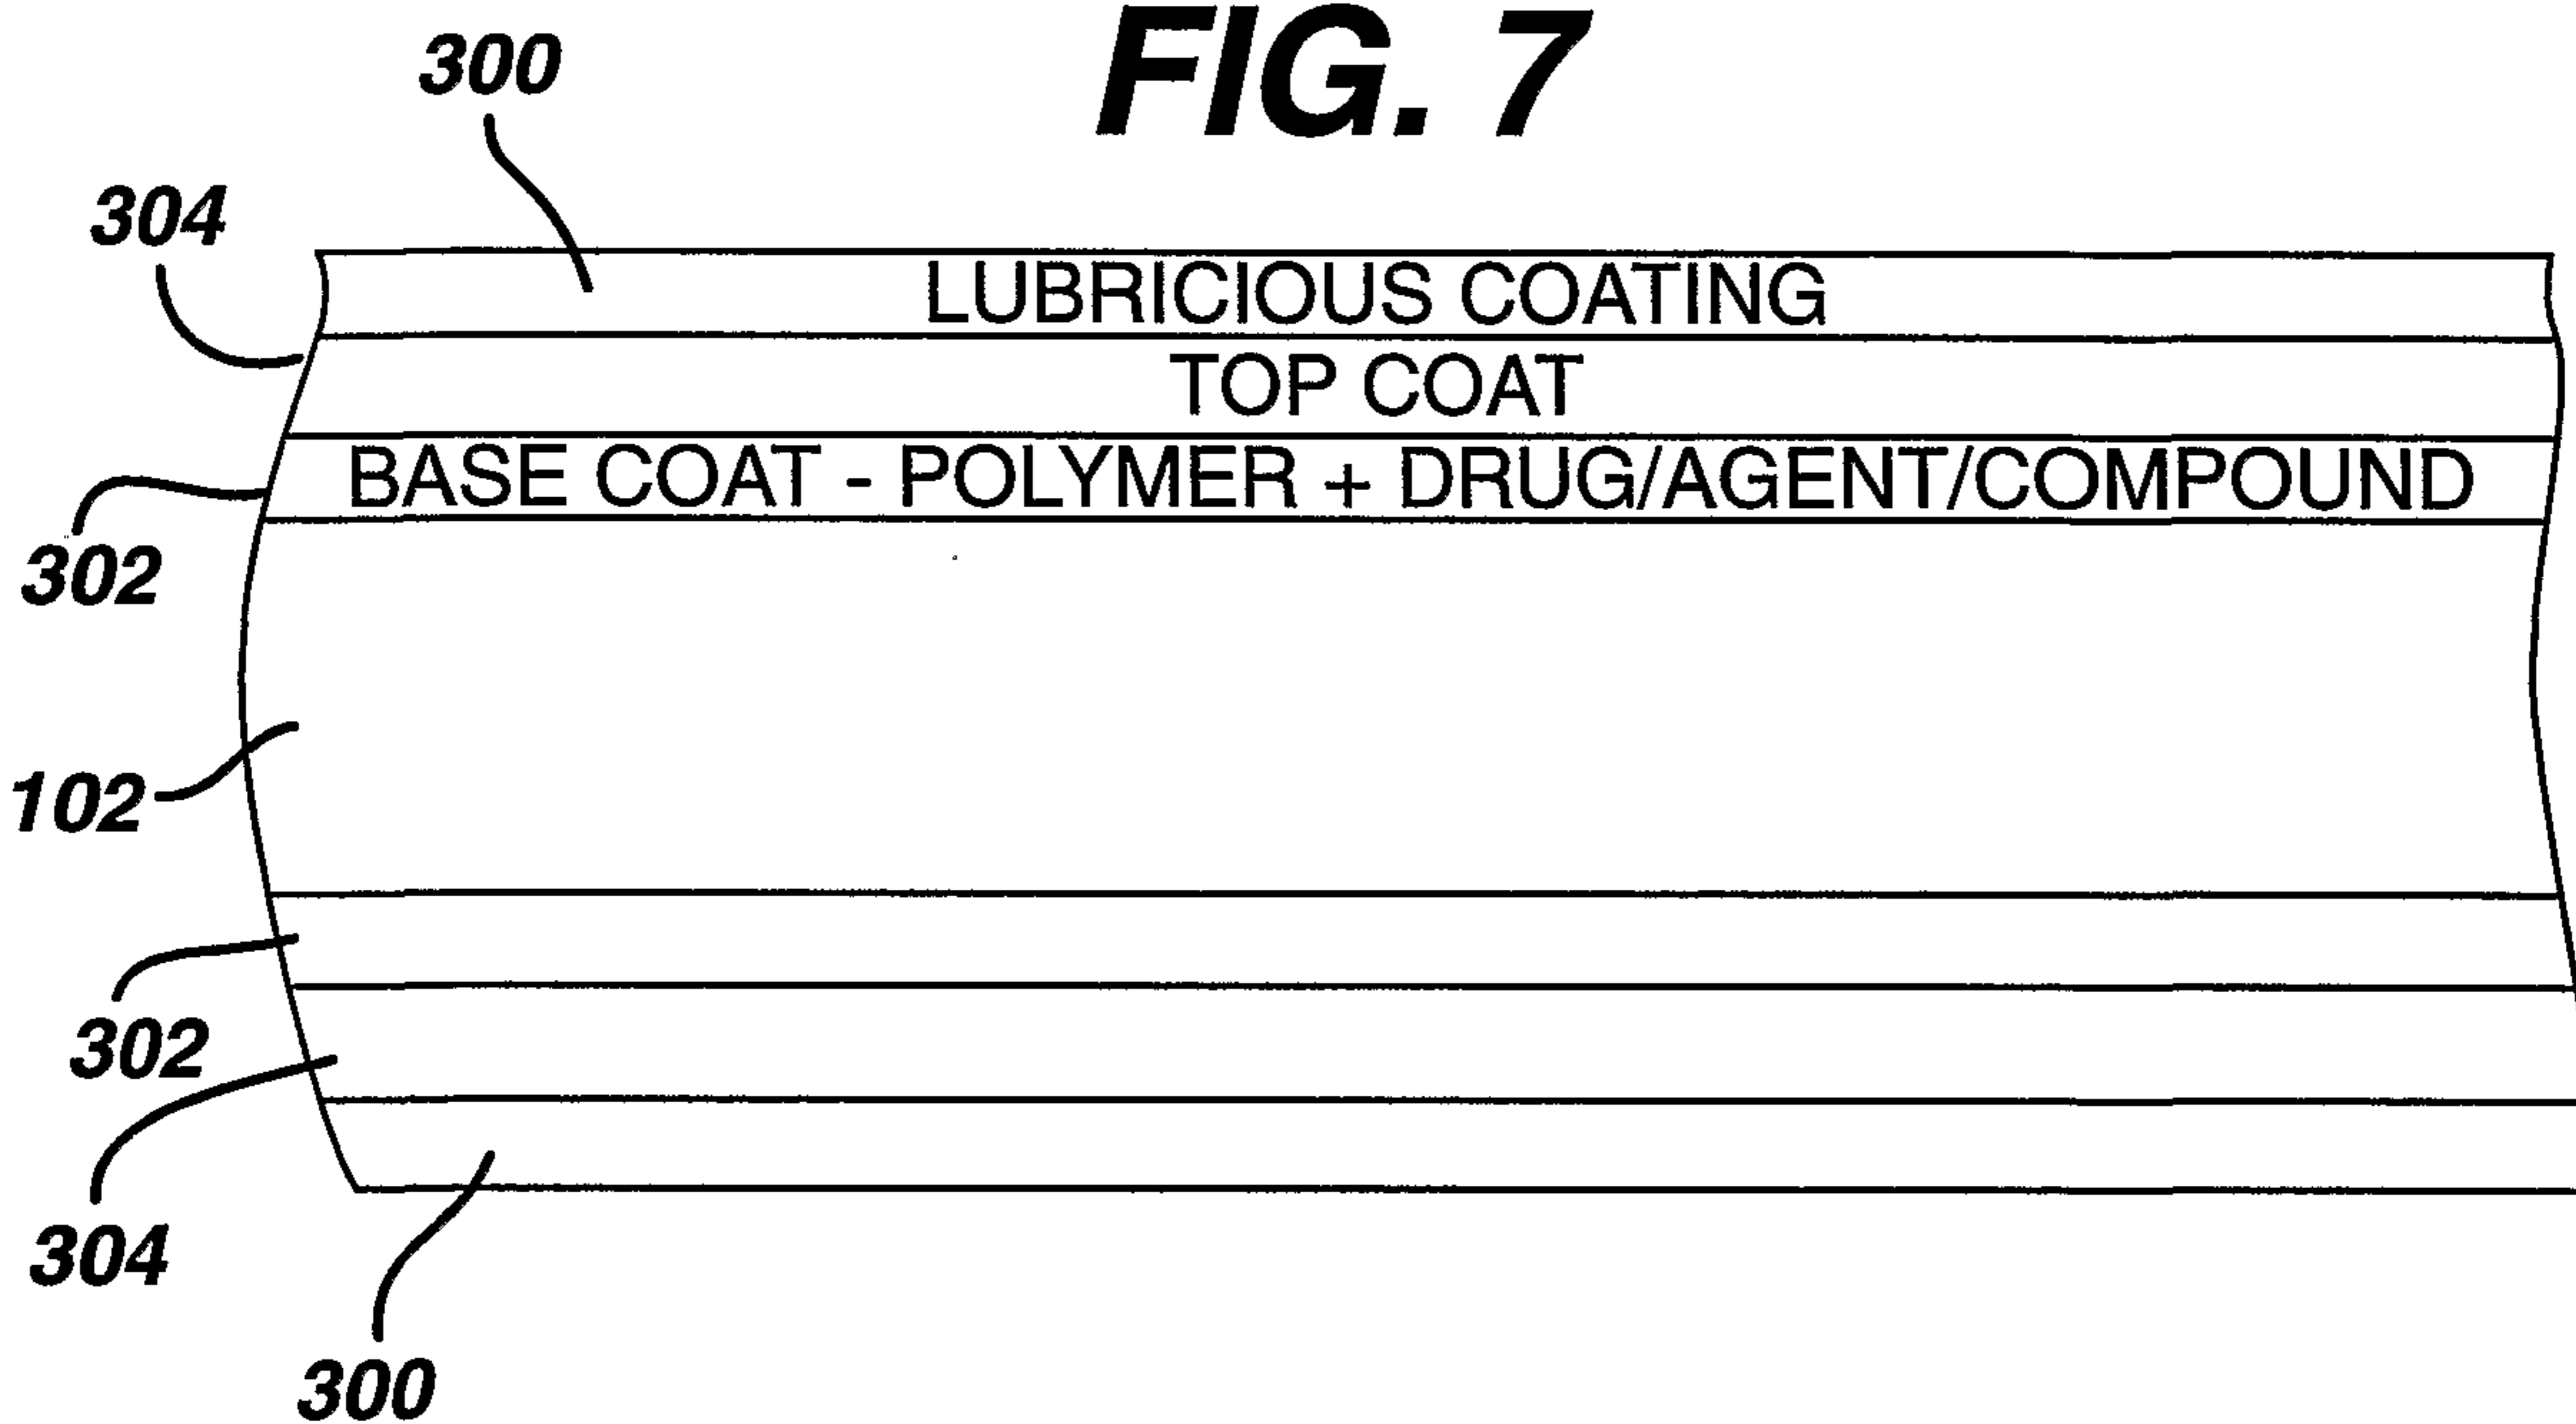 FIG. 7
300
304
LUBRICIOUS COATING
TOP COAT
BASE COAT - POLYMER + DRUG/AGENT/COMPOUND
302
102
302
304
300